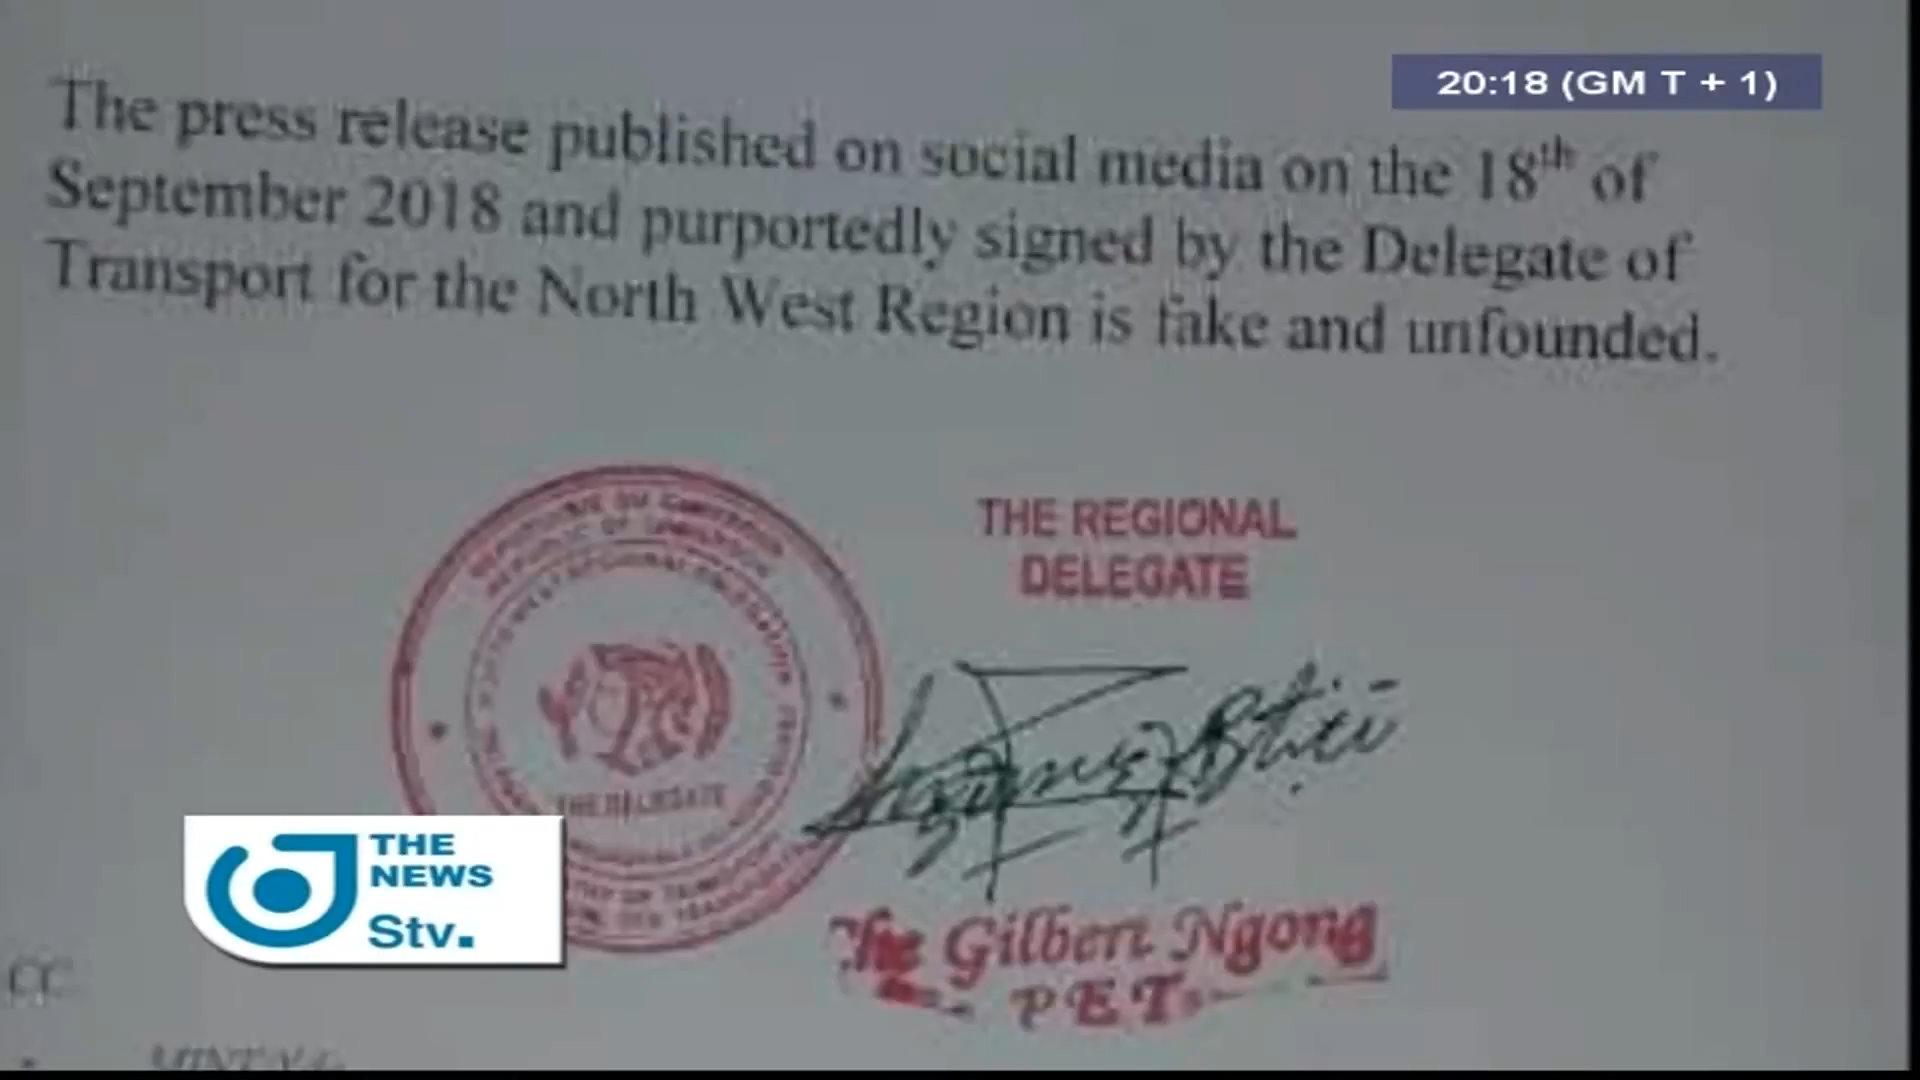 20:18 (GM T + 1)
The press release published on social media on the 18th of
September 2018 and purportedly signed by the Delegate of
Transport for the North West Region is fake and unfounded.
THE REGIONAL
DELEGATE
THE DELEGATE
THE
NEWS
Stv.
Gilbert Ngong
PET
CC